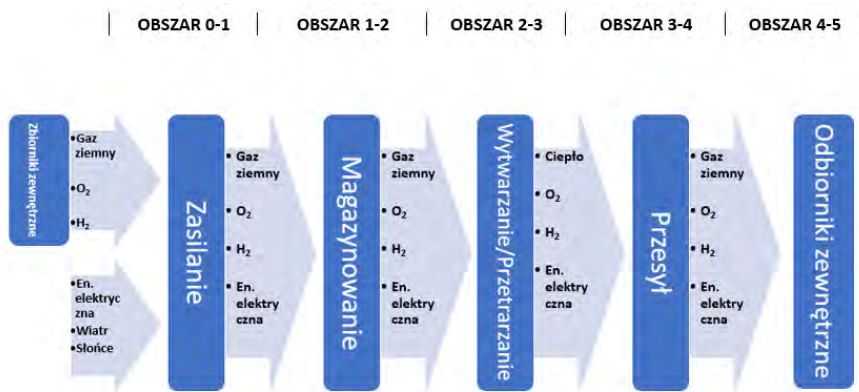 OBSZAR 0-1
OBSZAR 1-2
OBSZAR 2-3
OBSZAR 3-4
OBSZAR 4-5
Zbiorniki zewnętrzne
•Gaz
ziemny
•O₂
•H₂
•En.
elektryc
zna
•Wiatr
•Słońce
Zasilanie
• Gaz
ziemny
• O₂
• H₂
• En.
elektry
czna
Magazynowanie
• Gaz
ziemny
• O₂
• H₂
• En.
elektry
czna
Wytwarzanie/Przetrarzanie
• Ciepło
• O₂
• H₂
• En.
elektry
czna
Przesył
• Gaz
ziemny
• O₂
• H₂
• En.
elektry
czna
Odbiorniki zewnętrzne